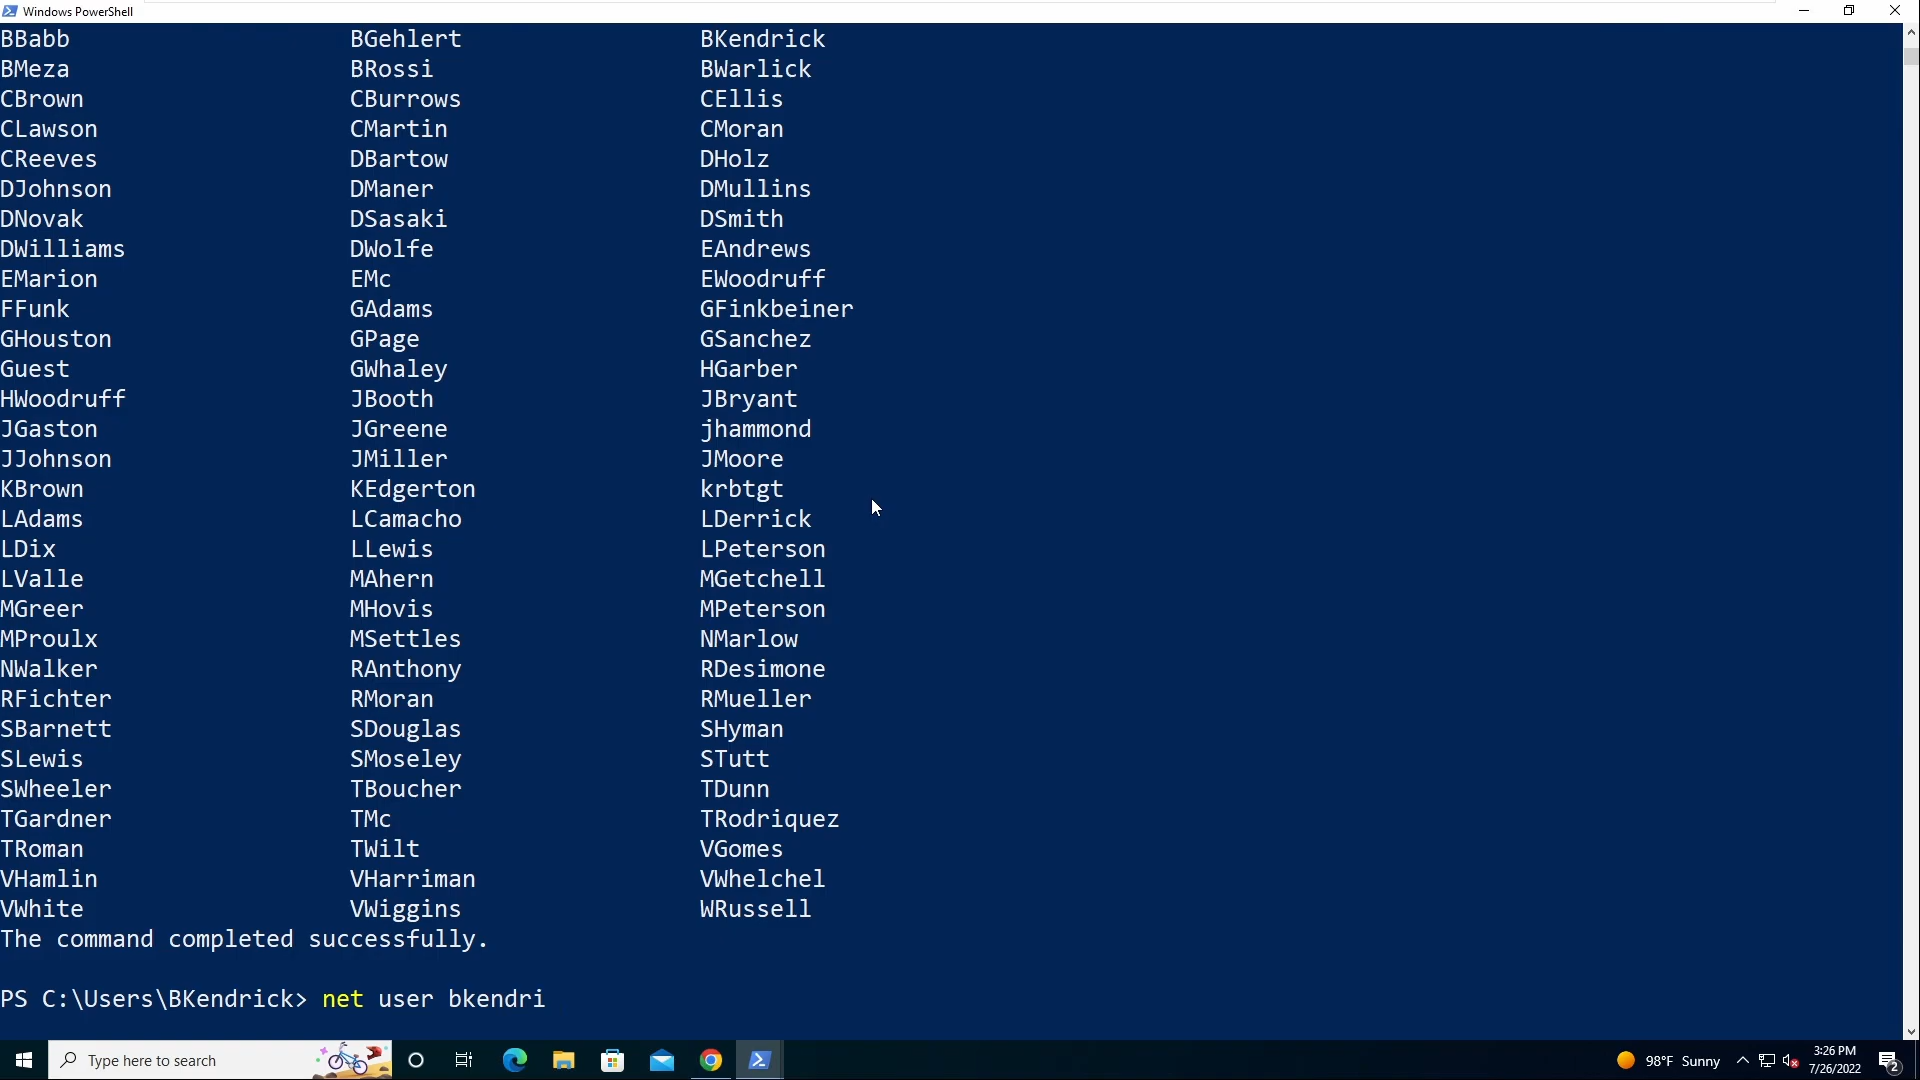 Windows PowerShell
BBabb BGehlert BKendrick
BMeza BRossi BWarlick
CBrown CBurrows CEllis
CLawson CMartin CMoran
CReeves DBartow DHolz
DJohnson DManer DMullins
DNovak DSasaki DSmith
DWilliams DWolfe EAndrews
EMarion EMc EWoodruff
FFunk GAdams GFinkbeiner
GHouston GPage GSanchez
Guest GWhaley HGarber
HWoodruff JBooth JBryant
JGaston JGreene jhammond
JJohnson JMiller JMoore
KBrown KEdgerton krbtgt
LAdams LCamacho LDerrick
LDix LLewis LPeterson
LValle MAhern MGetchell
MGreer MHovis MPeterson
MProulx MSettles NMarlow
NWalker RAnthony RDesimone
RFichter RMoran RMueller
SBarnett SDouglas SHyman
SLewis SMoseley STutt
SWheeler TBoucher TDunn
TGardner TMc TRodriquez
TRoman TWilt VGomes
VHamlin VHarriman VWhelchel
VWhite VWiggins WRussell
The command completed successfully.
PS C:\Users\BKendrick> net user bkendri
Type here to search
98°F Sunny
3:26 PM
7/26/2022
2